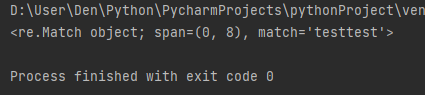 D:\User\Den\Python\PycharmProjects\pythonProject\ven
<re.Match object; span=(0, 8), match='testtest'>
Process finished with exit code 0